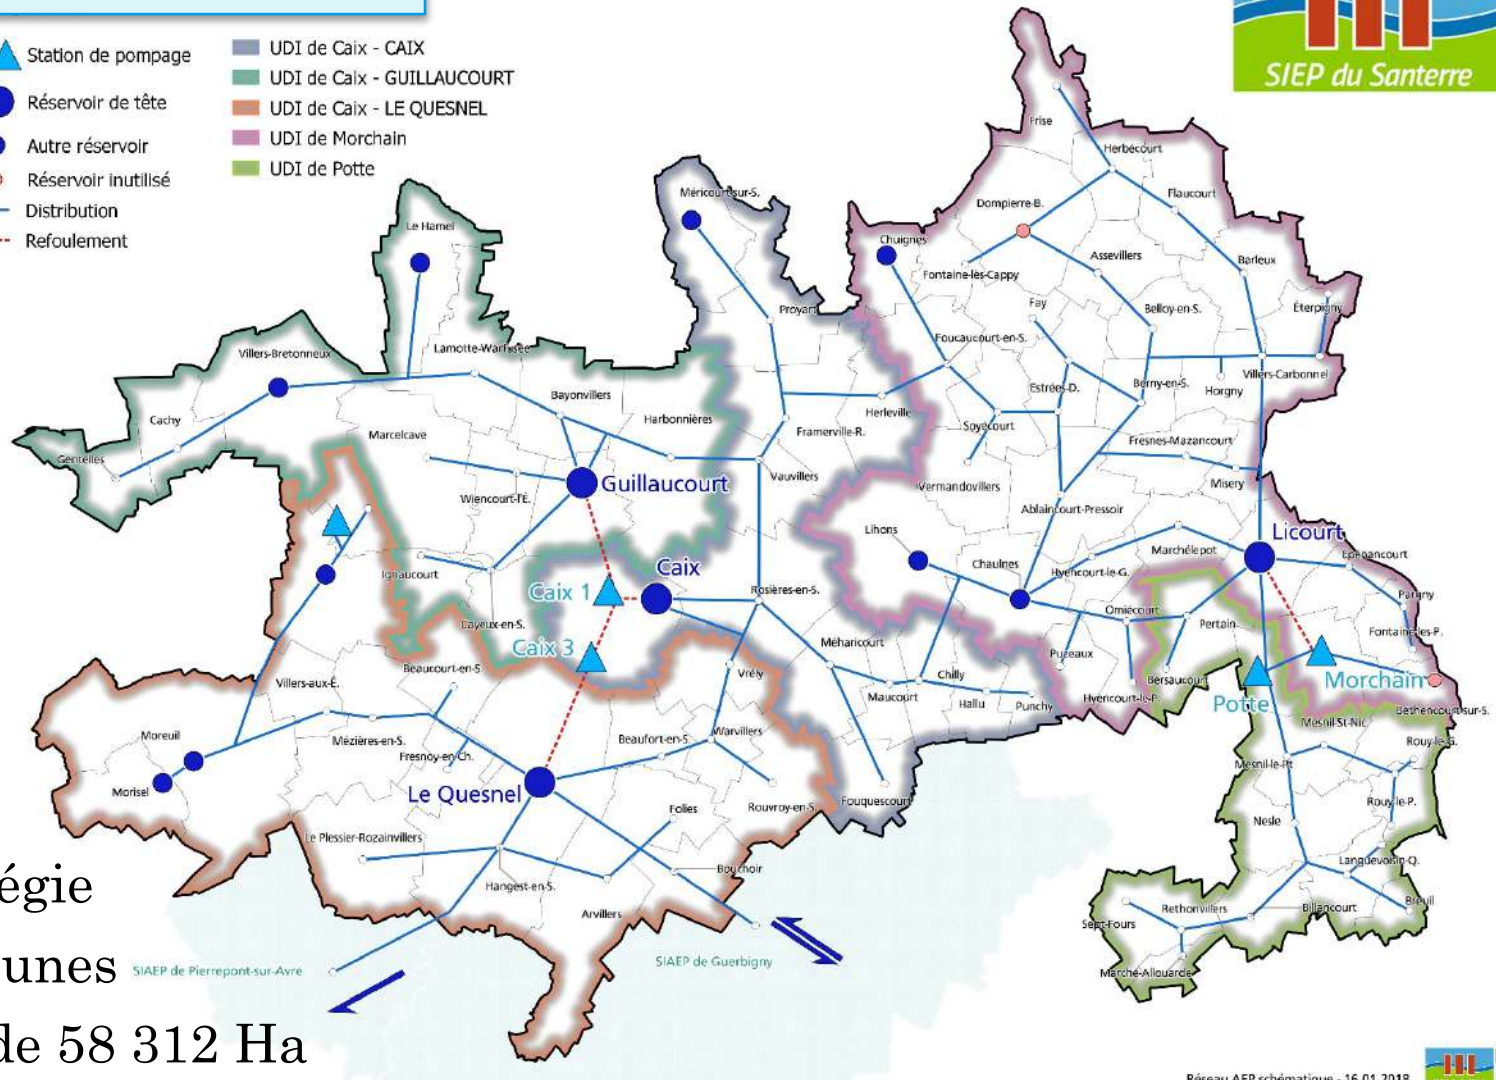 Station de pompage
Réservoir de tête
Autre réservoir
Réservoir inutilisé
Distribution
Refoulement
UDI de Caix - CAIX
UDI de Caix - GUILLAUCOURT
UDI de Caix - LE QUESNEL
UDI de Morchain
UDI de Potte
SIEP du Santerre
Frise
Herbécourt
Flaucourt
Dompierre-B.
Méricourt-sur-S.
Le Hamel
Chuignes
Assevillers
Barleux
Fontaine-lès-Cappy
Fay
Belloy-en-S.
Éterpigny
Proyart
Foucaucourt-en-S.
Villers-Bretonneux
Lamotte-Warfusée
Villers-Carbonnel
Estrées-D.
Berny-en-S.
Horgny
Bayonvillers
Cachy
Harbonnières
Herleville
Framerville-R.
Soyécourt
Marcelcave
Fresnes-Mazancourt
Gentelles
Vauvillers
Guillaucourt
Misery
Vermandovillers
Wiencourt-l'É.
Ablaincourt-Pressoir
Lihons
Licourt
Marchélepot
Épénancourt
Chaulnes
Hyencourt-le-G.
Caix
Ignaucourt
Caix 1
Rosières-en-S.
Pargny
Omiécourt
Cayeux-en-S.
Pertain
Fontaine-les-P.
Caix 3
Méharicourt
Puzeaux
Beaucourt-en-S.
Vrély
Chilly
Bersaucourt
Morchain
Villers-aux-É.
Maucourt
Hallu
Punchy
Hyencourt-le-P.
Potte
Béthencourt-sur-S.
Mesnil-St-Nic.
Moreuil
Mézières-en-S.
Beaufort-en-S.
Warvillers
Rouy-le-G.
Fresnoy-en-Ch.
Mesnil-le-Pt
Morisel
Le Quesnel
Folies
Rouvroy-en-S.
Fouquescourt
Rouy-le-P.
Le Plessier-Rozainvillers
Nesle
Bouchoir
Languevoisin-Q.
Hangest-en-S.
Arvillers
Rethonvillers
Billancourt
Breuil
Sept-Fours
Marché-Allouarde
SIAEP de Pierrepont-sur-Avre
SIAEP de Guerbigny
égie
unes
de 58 312 Ha
Réseau AEP schématique - 16.01.2018